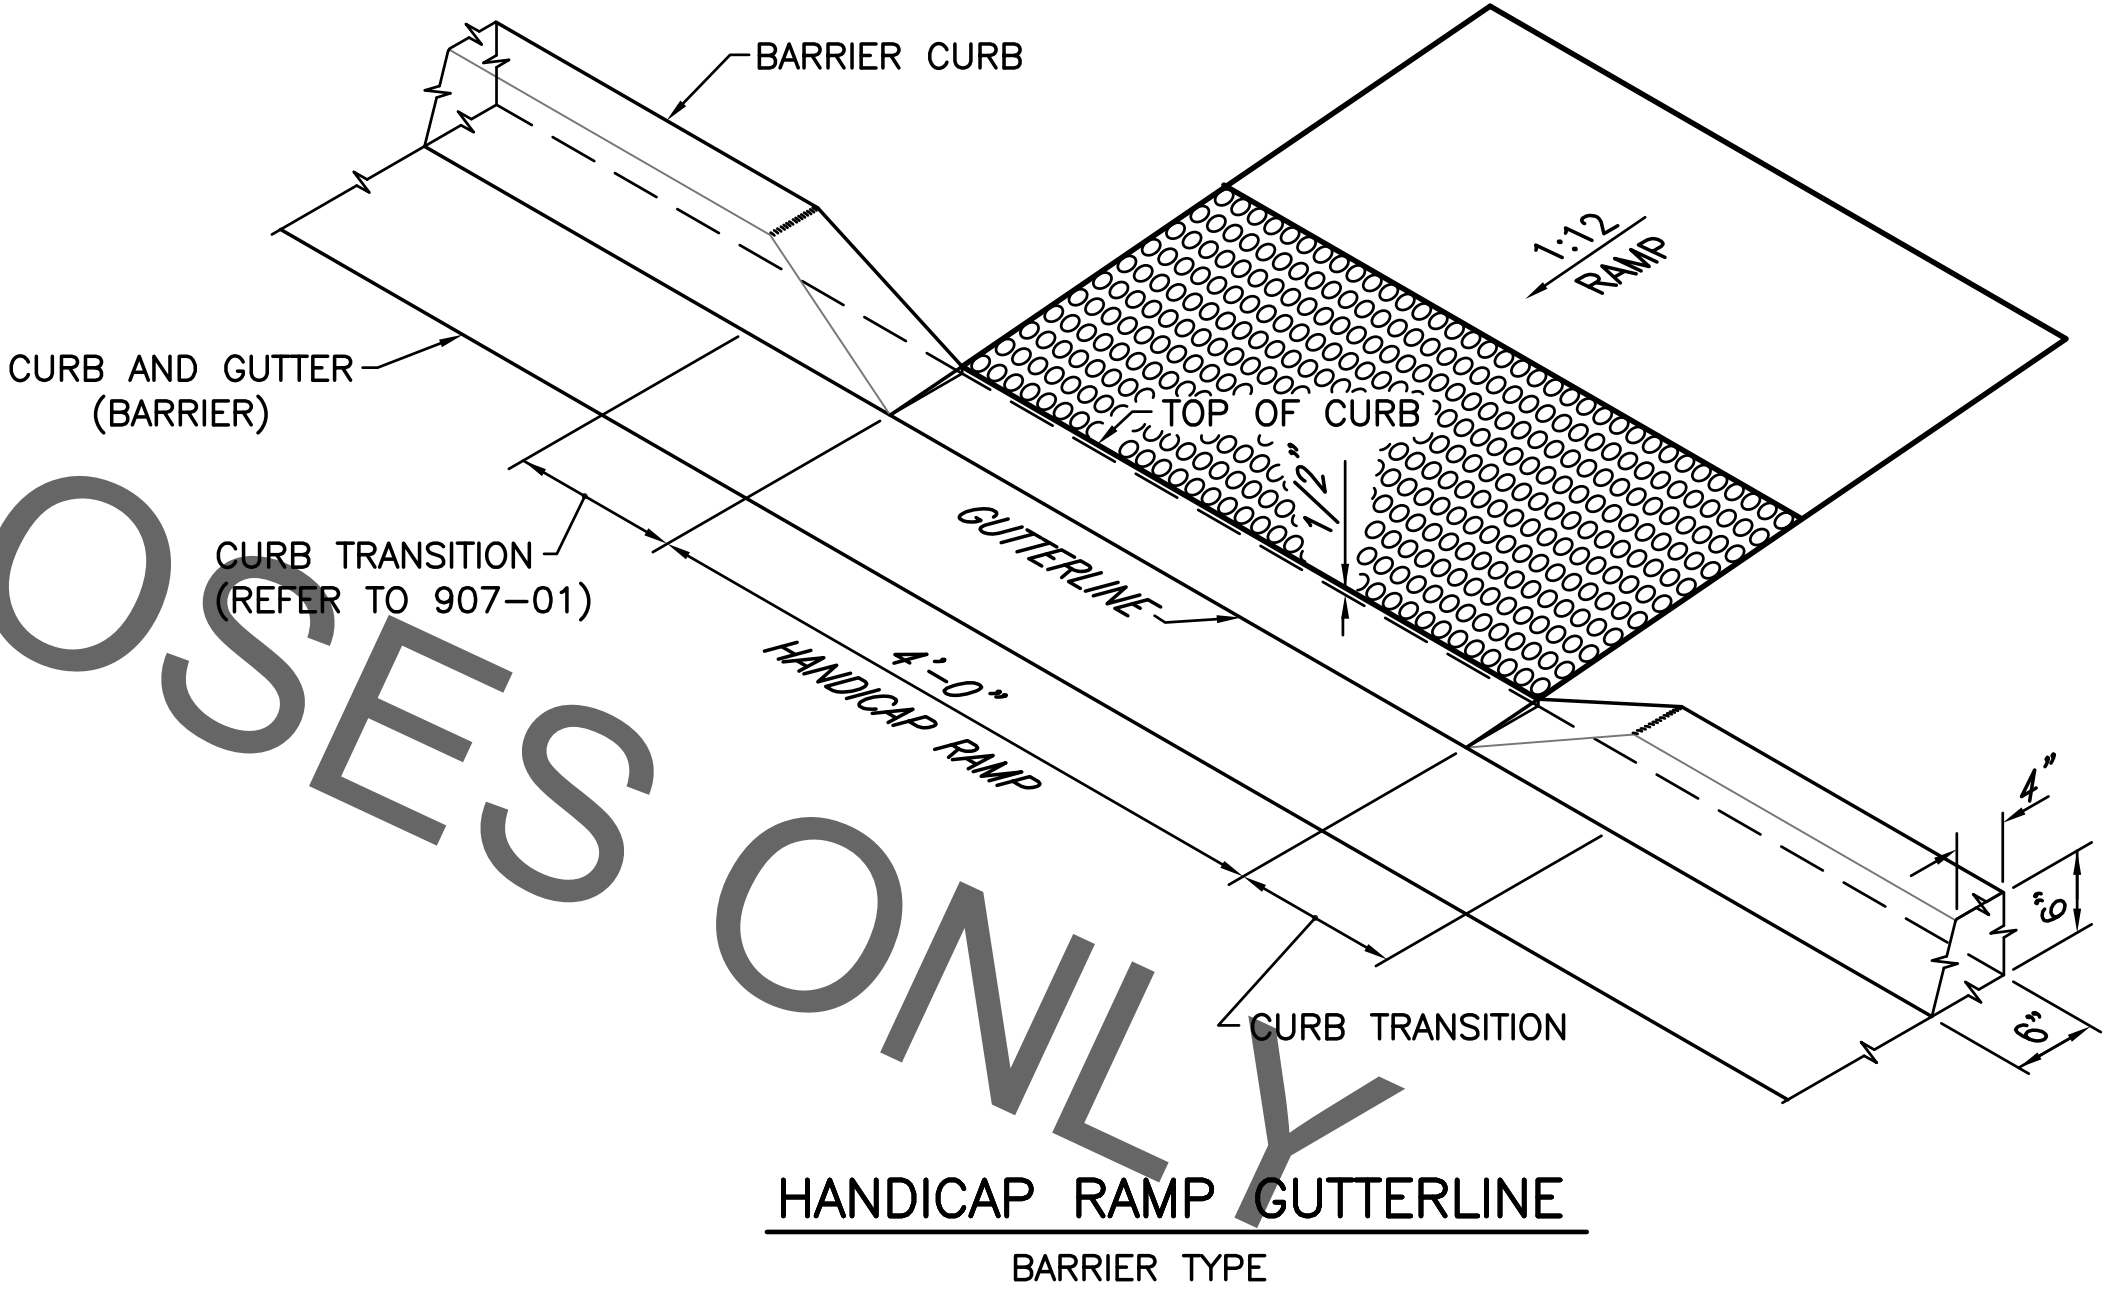 BARRIER CURB
1:12
RAMP
CURB AND GUTTER
(BARRIER)
TOP OF CURB
1/2"
GUTTERLINE
CURB TRANSITION
(REFER TO 907-01)
4'-0"
HANDICAP RAMP
4"
6"
6"
CURB TRANSITION
OSES ONLY
HANDICAP RAMP GUTTERLINE
BARRIER TYPE